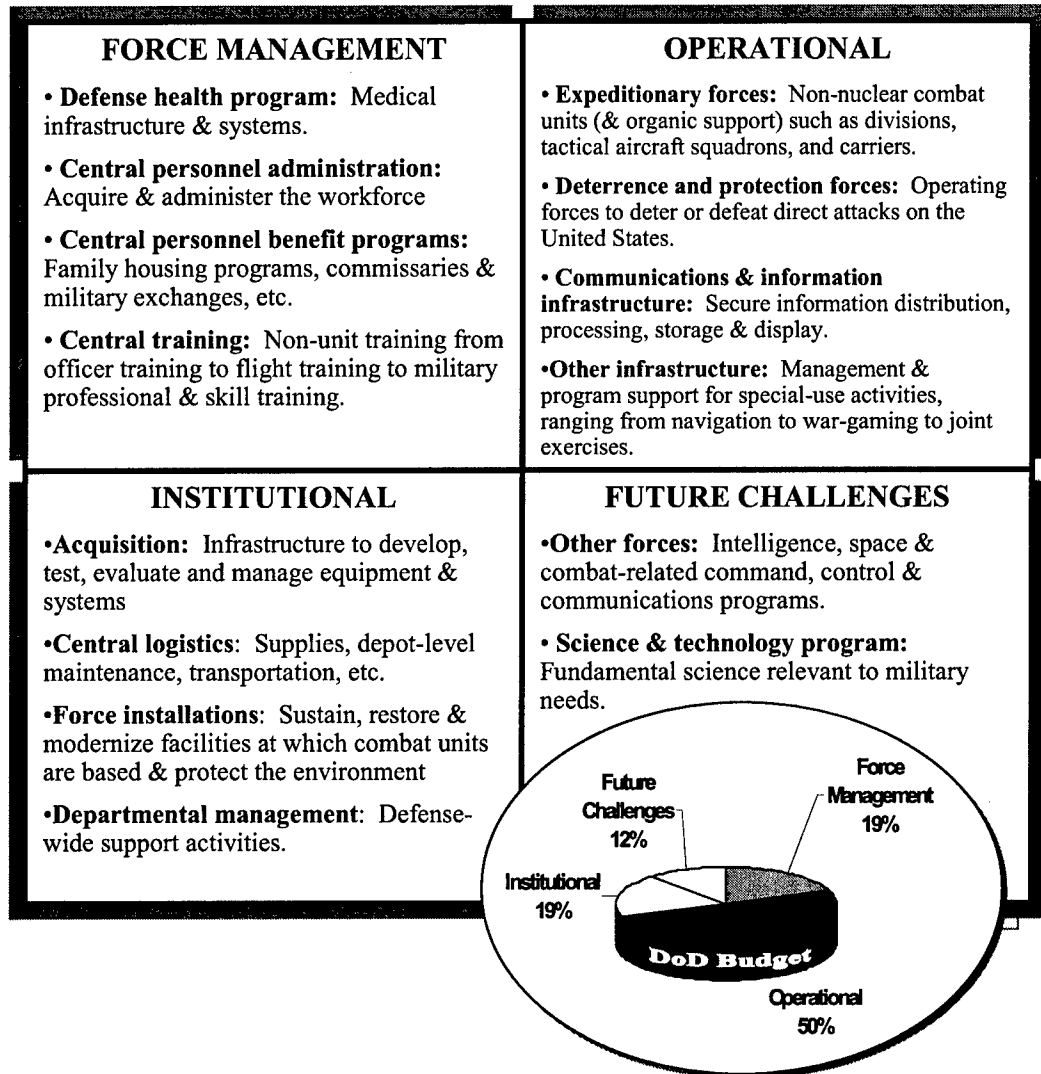 FORCE MANAGEMENT
• Defense health program: Medical
infrastructure & systems.
• Central personnel administration:
Acquire & administer the workforce
• Central personnel benefit programs:
Family housing programs, commissaries &
military exchanges, etc.
• Central training: Non-unit training from
officer training to flight training to military
professional & skill training.
OPERATIONAL
• Expeditionary forces: Non-nuclear combat
units (& organic support) such as divisions,
tactical aircraft squadrons, and carriers.
• Deterrence and protection forces: Operating
forces to deter or defeat direct attacks on the
United States.
• Communications & information
infrastructure: Secure information distribution,
processing, storage & display.
•Other infrastructure: Management &
program support for special-use activities,
ranging from navigation to war-gaming to joint
exercises.
INSTITUTIONAL
•Acquisition: Infrastructure to develop,
test, evaluate and manage equipment &
systems
•Central logistics: Supplies, depot-level
maintenance, transportation, etc.
•Force installations: Sustain, restore &
modernize facilities at which combat units
are based & protect the environment
•Departmental management: Defense-
wide support activities.
FUTURE CHALLENGES
•Other forces: Intelligence, space &
combat-related command, control &
communications programs.
• Science & technology program:
Fundamental science relevant to military
needs.
Future
Challenges
12%
Force
Management
19%
Institutional
19%
DoD Budget
Operational
50%